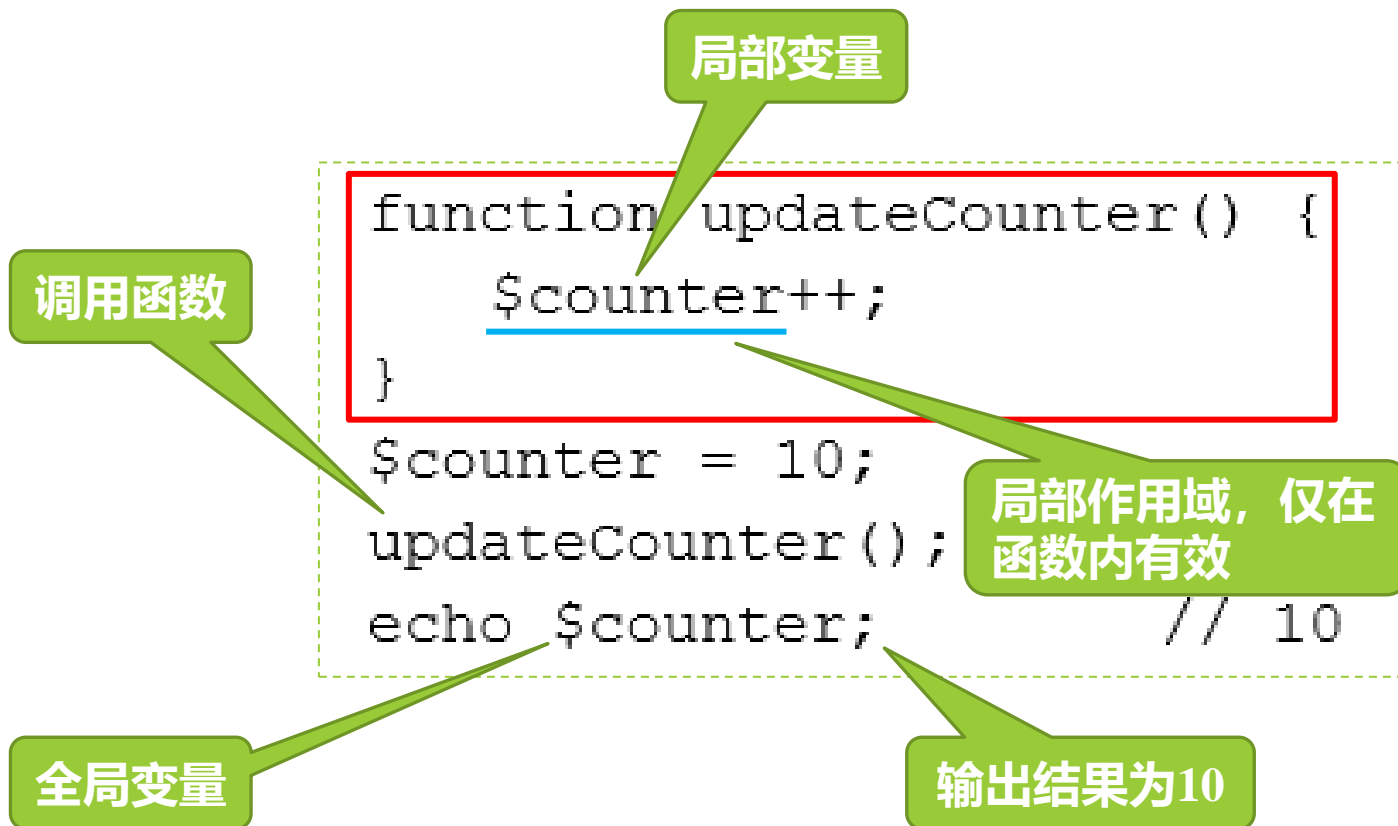 局部变量
function updateCounter() {
调用函数
$counter++;
}
$counter = 10;
局部作用域，仅在
函数内有效
updateCounter();
echo $counter; // 10
全局变量
输出结果为10